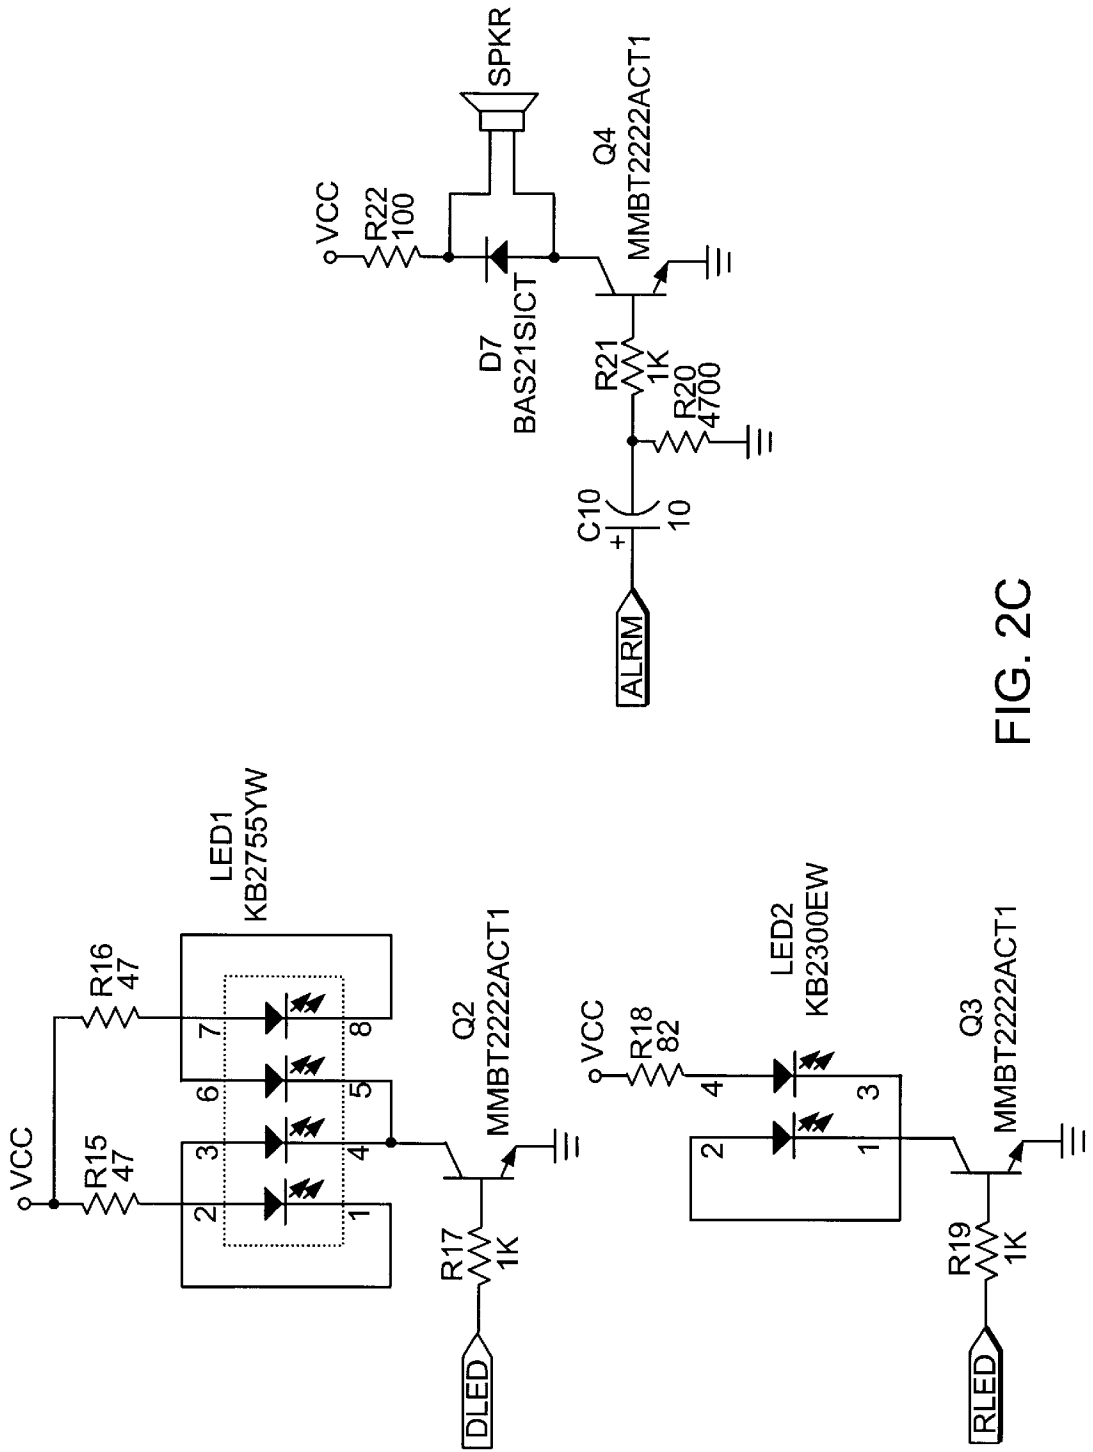 VCC
R15
47
R16
47
LED1
KB2755YW
2
3
6
7
1
4
5
8
DLED
R17
1K
Q2
MMBT2222ACT1
VCC
R18
82
LED2
KB2300EW
2
4
1
3
RLED
R19
1K
Q3
MMBT2222ACT1
VCC
R22
100
SPKR
D7
BAS21SICT
Q4
MMBT2222ACT1
R21
1K
R20
4700
C10
+
10
ALRM
FIG. 2C